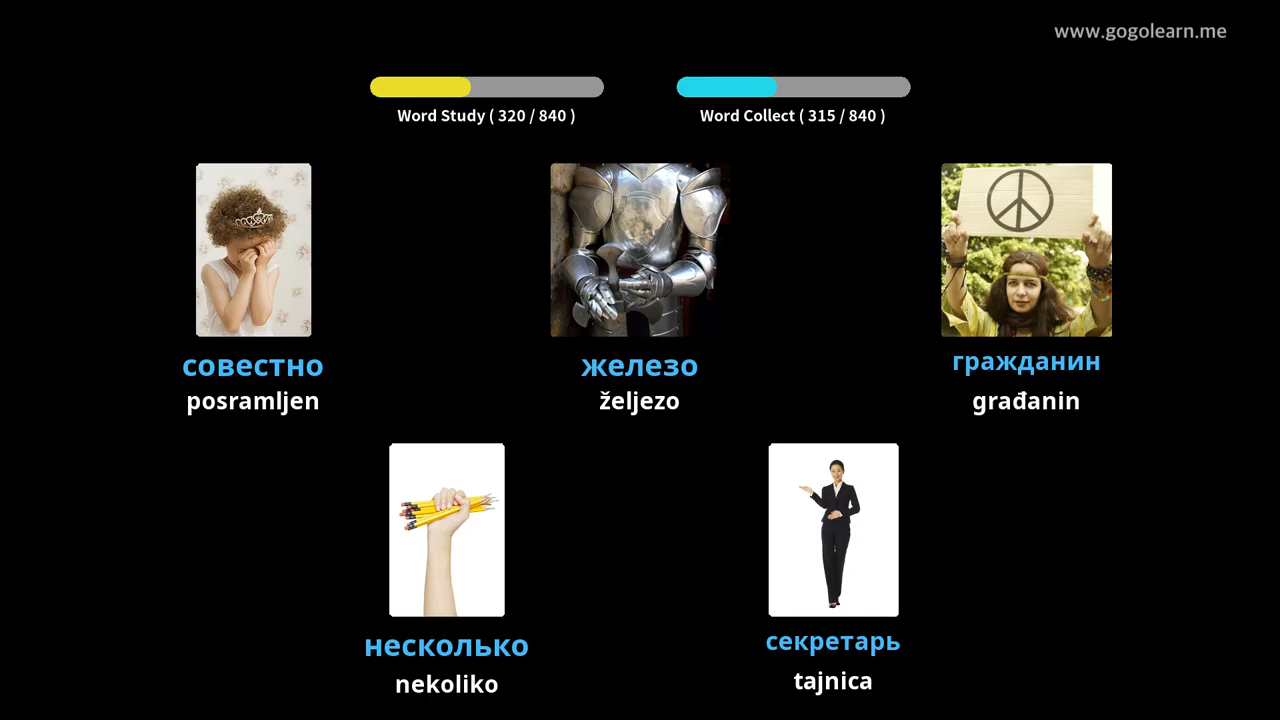 www.gogolearn.me
Word Study ( 320 / 840 )
Word Collect ( 315 / 840 )
совестно
posramljen
железо
željezo
гражданин
građanin
несколько
nekoliko
секретарь
tajnica